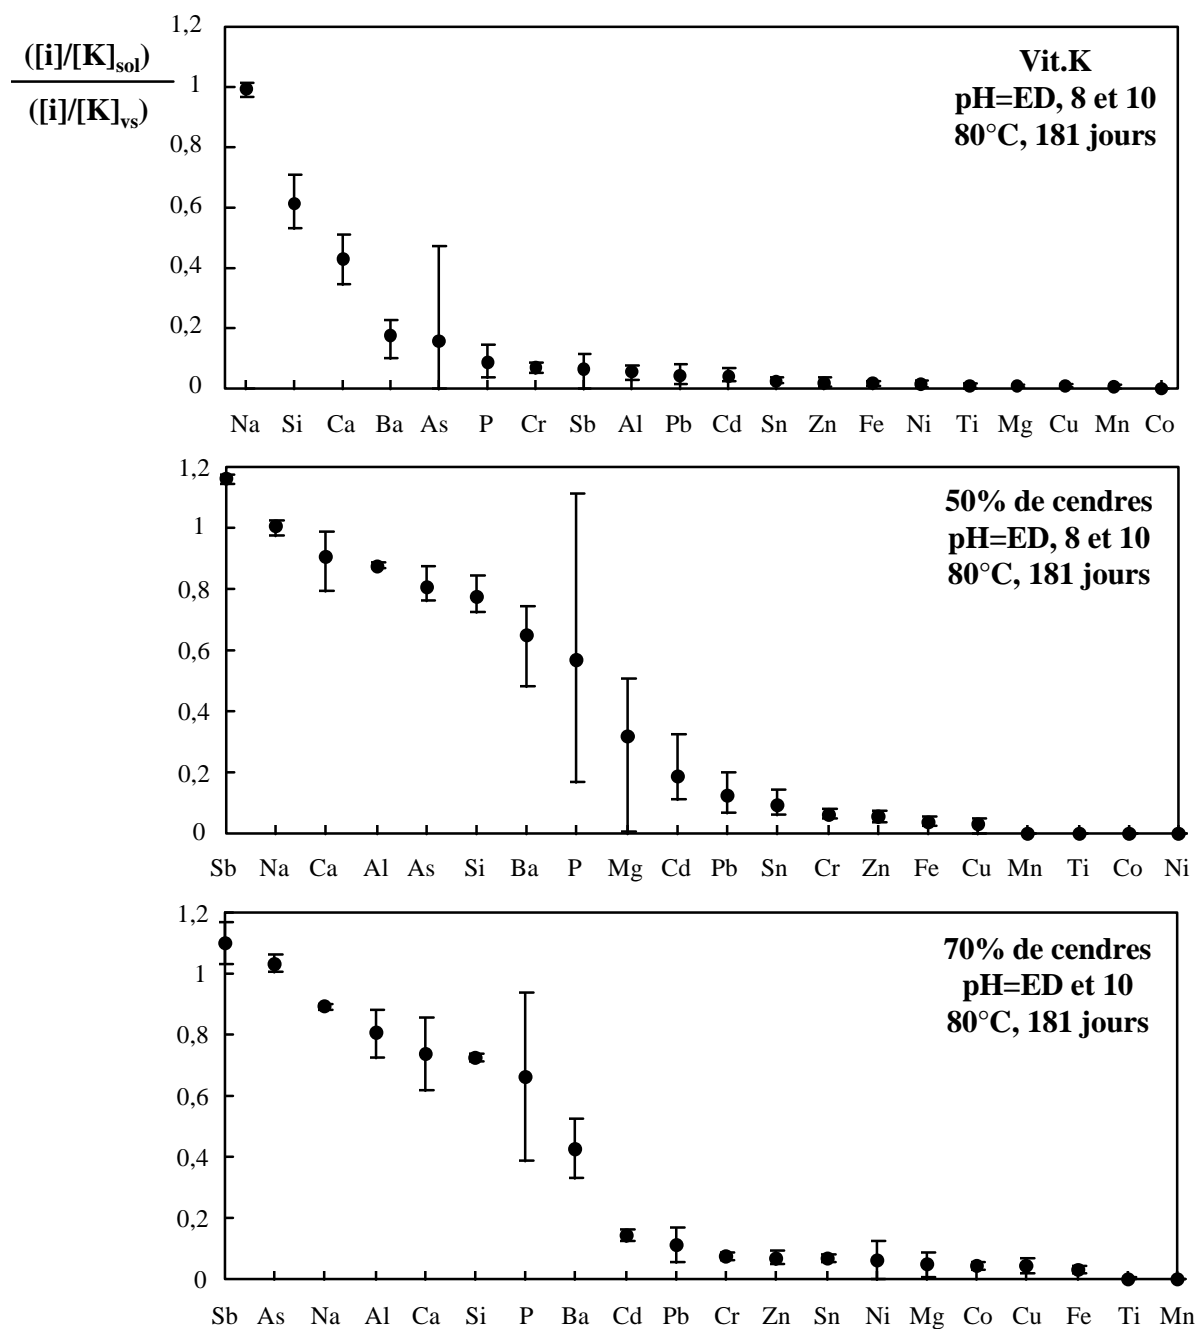 ([i]/[K]sol)
([i]/[K]vs)
1,2
1
0,8
0,6
0,4
0,2
0
Vit.K
pH=ED, 8 et 10
80°C, 181 jours
Na Si Ca Ba As P Cr Sb Al Pb Cd Sn Zn Fe Ni Ti Mg Cu Mn Co
1,2
1
0,8
0,6
0,4
0,2
0
50% de cendres
pH=ED, 8 et 10
80°C, 181 jours
Sb Na Ca Al As Si Ba P Mg Cd Pb Sn Cr Zn Fe Cu Mn Ti Co Ni
1,2
1
0,8
0,6
0,4
0,2
0
70% de cendres
pH=ED et 10
80°C, 181 jours
Sb As Na Al Ca Si P Ba Cd Pb Cr Zn Sn Ni Mg Co Cu Fe Ti Mn